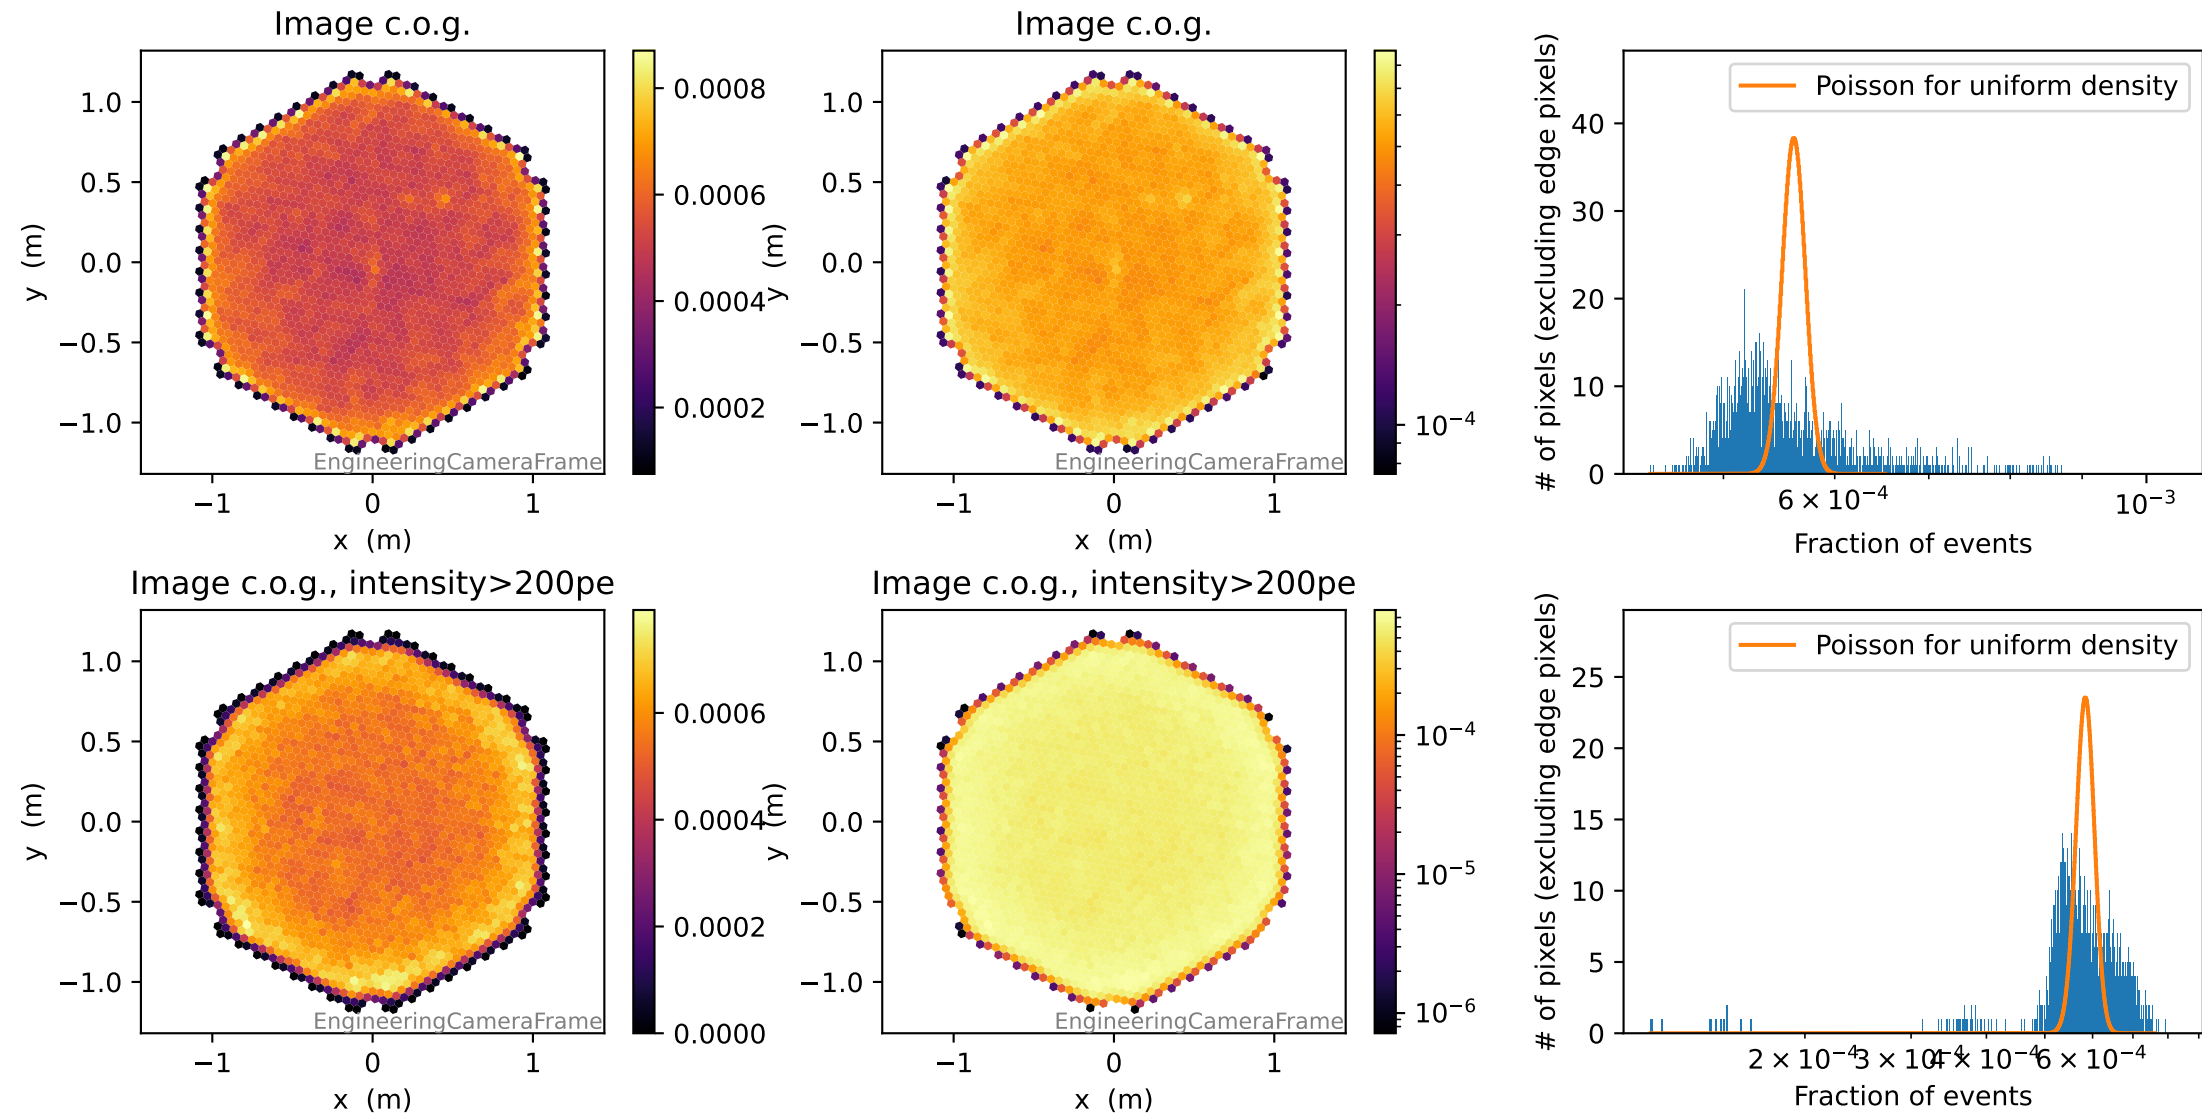 Image c.o.g.
1.0
0.5
0.0
−0.5
−1.0
y (m)
−1
0
1
x (m)
EngineeringCameraFrame
0.0008
0.0006
0.0004
0.0002
Image c.o.g.
1.0
0.5
0.0
−0.5
−1.0
y (m)
−1
0
1
x (m)
EngineeringCameraFrame
10⁻⁴
# of pixels (excluding edge pixels)
40
30
20
10
0
Poisson for uniform density
6 × 10⁻⁴
10⁻³
Fraction of events
Image c.o.g., intensity>200pe
1.0
0.5
0.0
−0.5
−1.0
y (m)
−1
0
1
x (m)
EngineeringCameraFrame
0.0006
0.0004
0.0002
0.0000
Image c.o.g., intensity>200pe
1.0
0.5
0.0
−0.5
−1.0
y (m)
−1
0
1
x (m)
EngineeringCameraFrame
10⁻⁴
10⁻⁵
10⁻⁶
# of pixels (excluding edge pixels)
25
20
15
10
5
0
Poisson for uniform density
2 × 10⁻⁴
3 × 10⁻⁴
4 × 10⁻⁴
6 × 10⁻⁴
Fraction of events